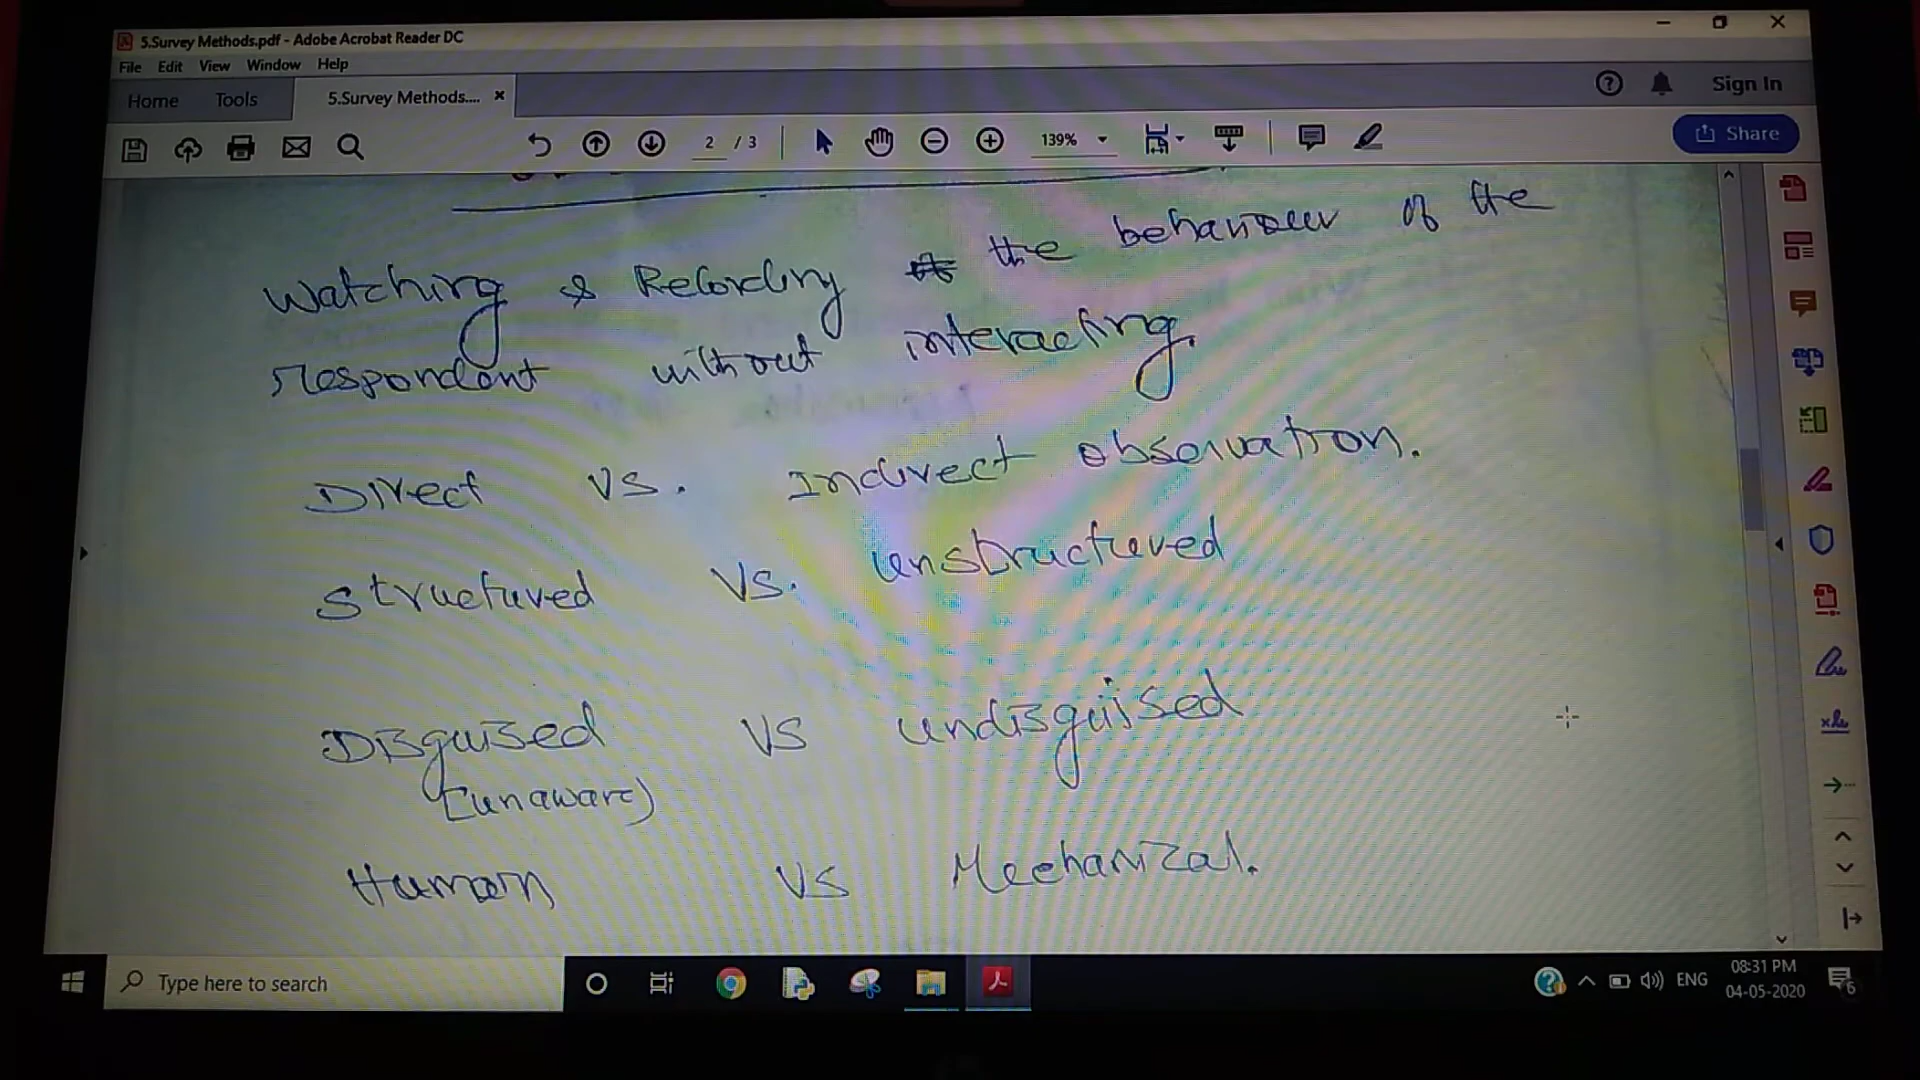 5.Survey Methods.pdf - Adobe Acrobat Reader DC
File Edit View Window Help
Home Tools 5.Survey Methods.... ×
? Sign In
2 / 3 139% Share
Watching & Recording the behaviour of the
respondent without interacting.
Direct vs. Indirect observation.
structured vs. unstructured
Disguised vs undisguised
(unaware)
Human vs Mechanical.
Type here to search
ENG 08:31 PM
04-05-2020
6